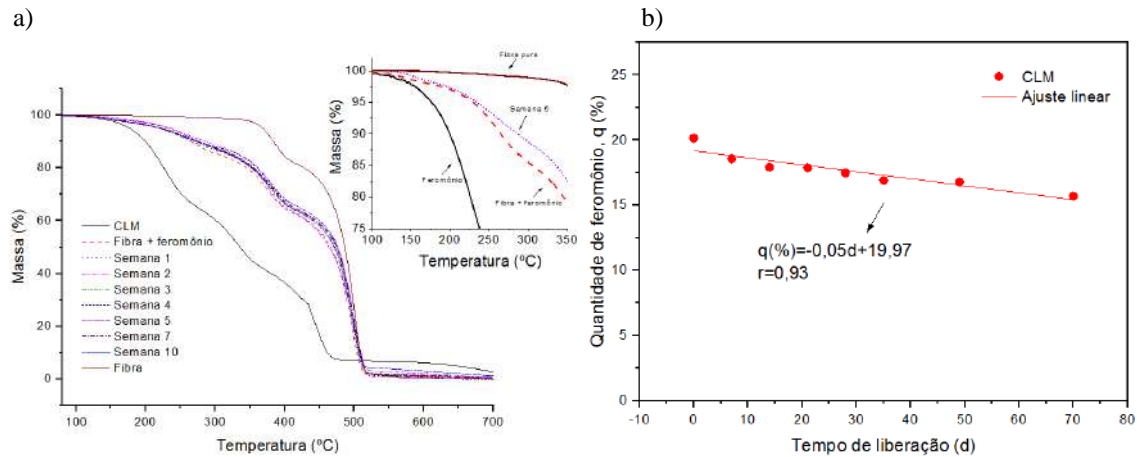 a)
Massa (%)
100
80
60
40
20
0
100
200
300
400
500
600
700
Temperatura (ºC)
CLM
Fibra + feromônio
Semana 1
Semana 2
Semana 3
Semana 4
Semana 5
Semana 7
Semana 10
Fibra
Massa (%)
100
95
90
85
80
75
100
150
200
250
300
350
Temperatura (ºC)
Fibra pura
Semana 6
Feromônio
Fibra + feromônio
b)
Quantidade de feromônio, q (%)
25
20
15
10
5
0
-10
0
10
20
30
40
50
60
70
80
Tempo de liberação (d)
CLM
Ajuste linear
q(%)=-0,05d+19,97
r=0,93